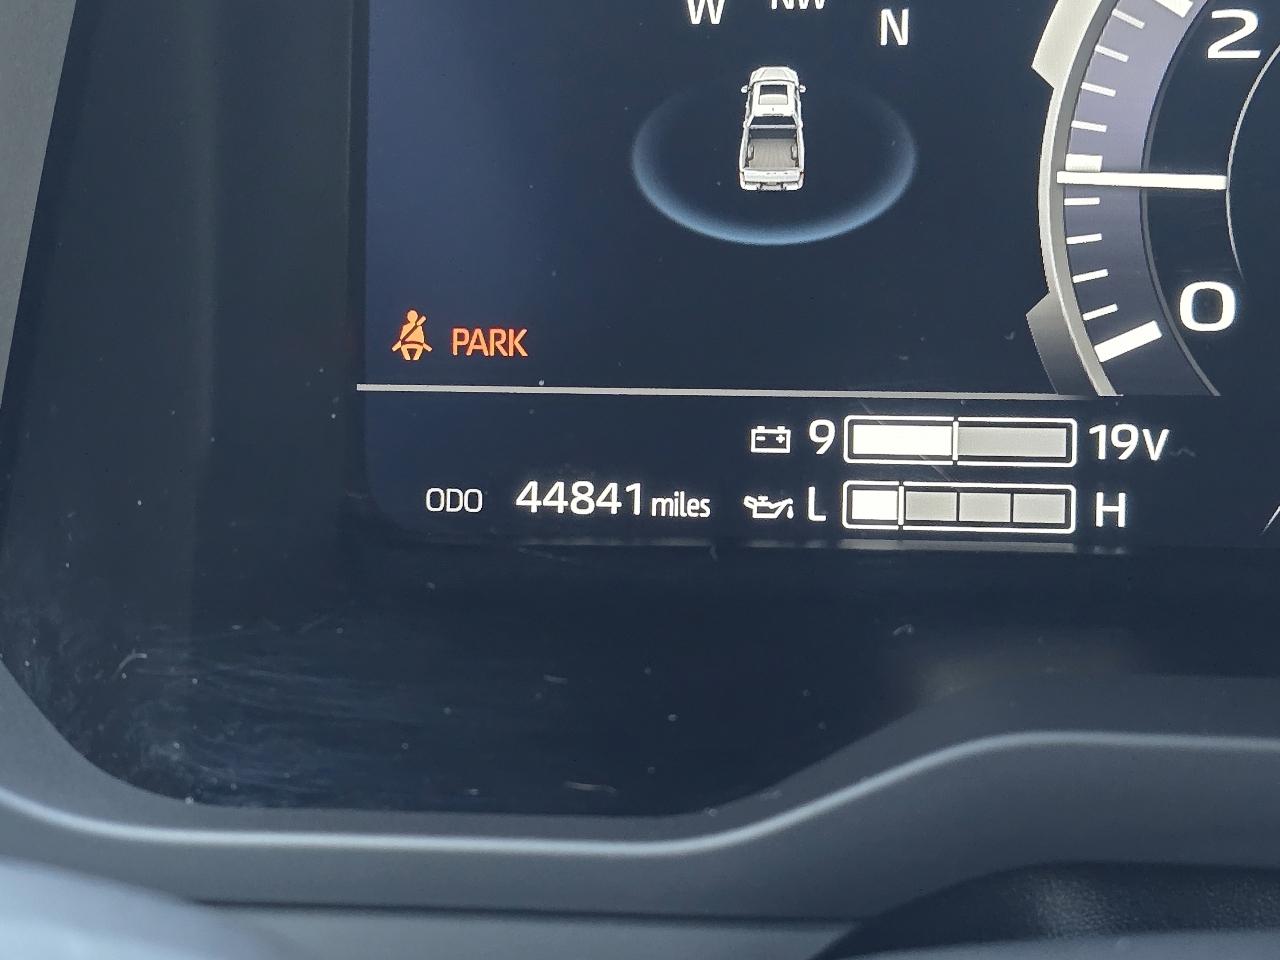 W NW N
2
0
PARK
9 19V
ODO 44841 miles L H